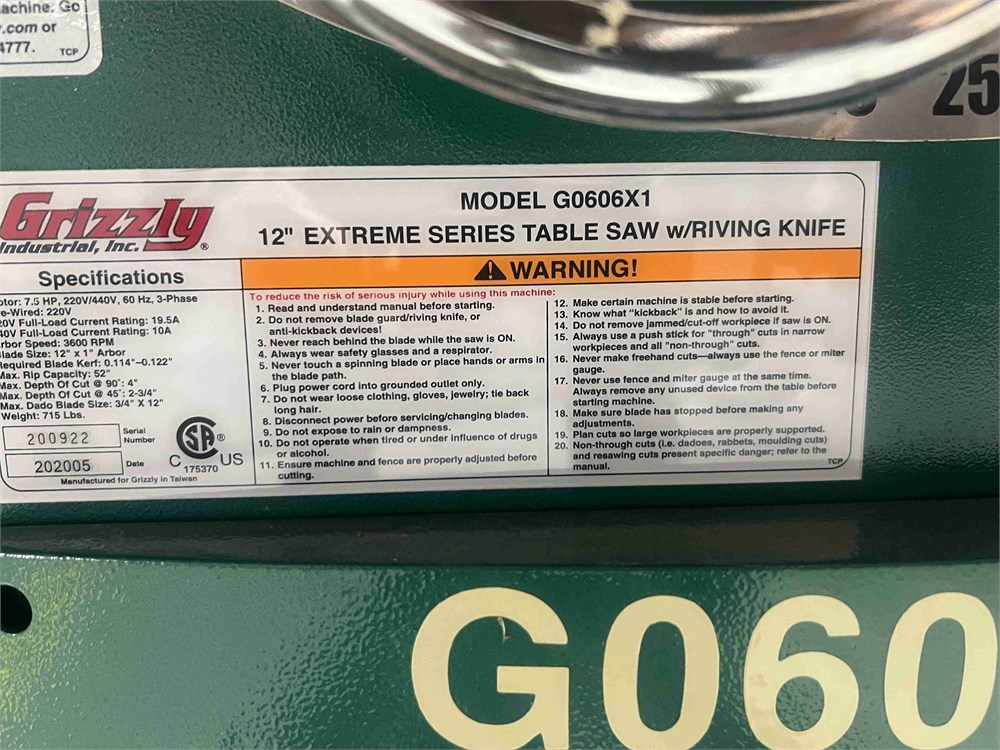 achine. Go
.com or
4777.
TCP
25
Grizzly
Industrial, Inc.®
MODEL G0606X1
12" EXTREME SERIES TABLE SAW w/RIVING KNIFE
Specifications
otor: 7.5 HP, 220V/440V, 60 Hz, 3-Phase
re-Wired: 220V
20V Full-Load Current Rating: 19.5A
40V Full-Load Current Rating: 10A
rbor Speed: 3600 RPM
lade Size: 12" x 1" Arbor
Required Blade Kerf: 0.114"–0.122"
Max. Rip Capacity: 52"
Max. Depth Of Cut @ 90°: 4"
Max. Depth Of Cut @ 45°: 2-3/4"
Max. Dado Blade Size: 3/4" X 12"
Weight: 715 Lbs.
200922 Serial Number
202005 Date
SA®
C US
175370
Manufactured for Grizzly in Taiwan
WARNING!
To reduce the risk of serious injury while using this machine:
1. Read and understand manual before starting.
2. Do not remove blade guard/riving knife, or
anti-kickback devices!
3. Never reach behind the blade while the saw is ON.
4. Always wear safety glasses and a respirator.
5. Never touch a spinning blade or place hands or arms in
the blade path.
6. Plug power cord into grounded outlet only.
7. Do not wear loose clothing, gloves, jewelry; tie back
long hair.
8. Disconnect power before servicing/changing blades.
9. Do not expose to rain or dampness.
10. Do not operate when tired or under influence of drugs
or alcohol.
11. Ensure machine and fence are properly adjusted before
cutting.
12. Make certain machine is stable before starting.
13. Know what "kickback" is and how to avoid it.
14. Do not remove jammed/cut-off workpiece if saw is ON.
15. Always use a push stick for "through" cuts in narrow
workpieces and all "non-through" cuts.
16. Never make freehand cuts—always use the fence or miter
gauge.
17. Never use fence and miter gauge at the same time.
Always remove any unused device from the table before
starting machine.
18. Make sure blade has stopped before making any
adjustments.
19. Plan cuts so large workpieces are properly supported.
20. Non-through cuts (i.e. dadoes, rabbets, moulding cuts)
and resawing cuts present specific danger; refer to the
manual.
TCP
G060